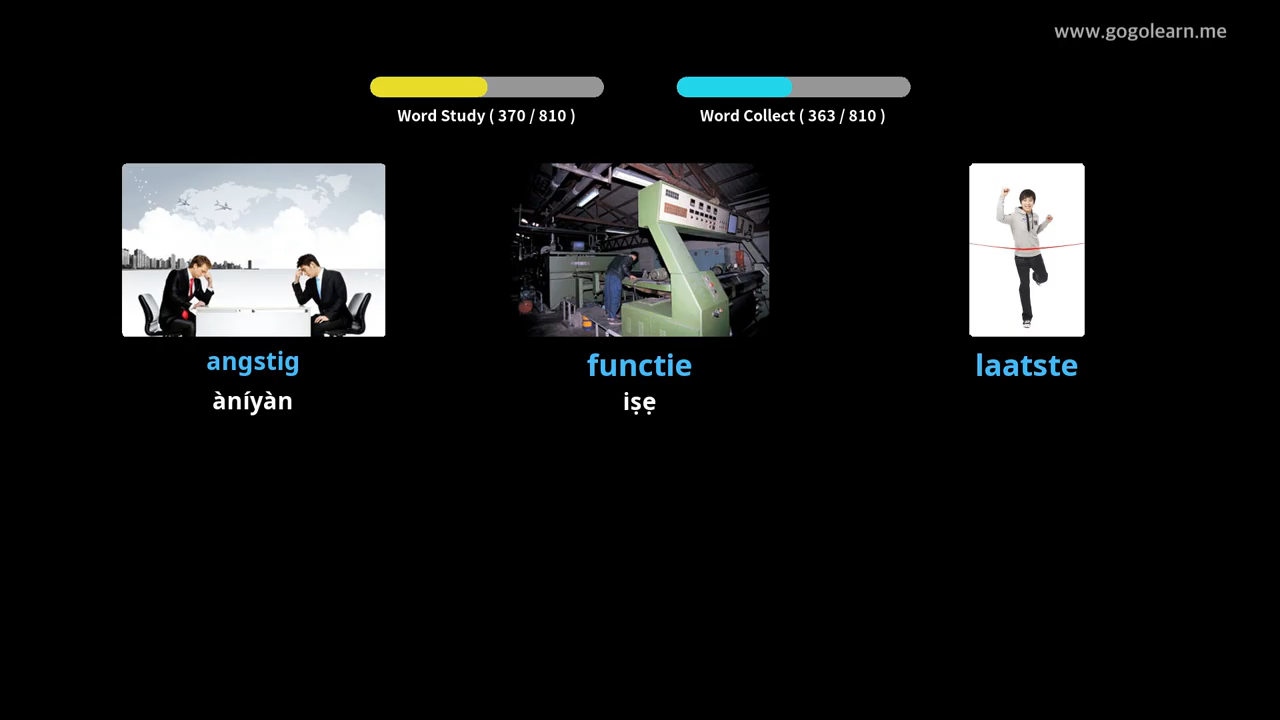 www.gogolearn.me
Word Study ( 370 / 810 )
Word Collect ( 363 / 810 )
angstig
functie
laatste
àníyàn
iṣẹ